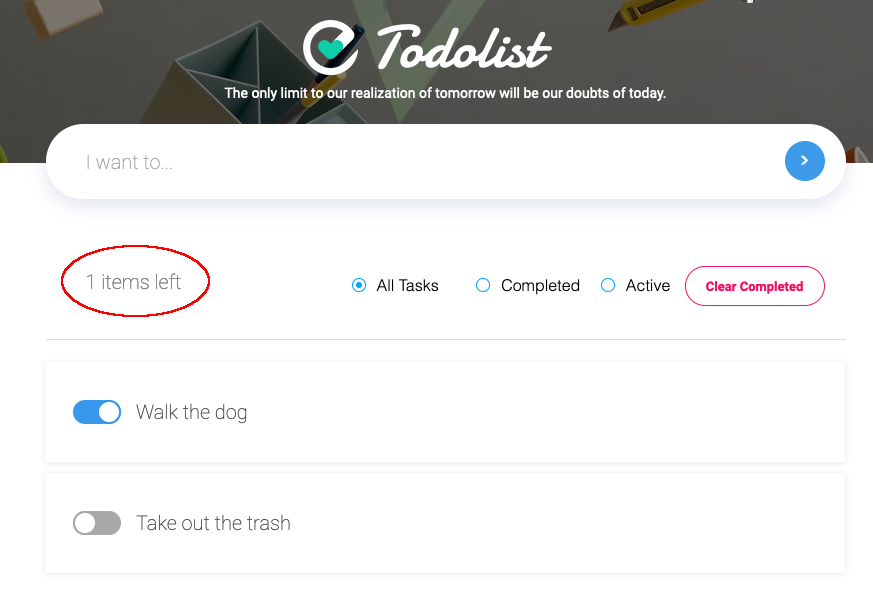 Todolist
The only limit to our realization of tomorrow will be our doubts of today.
I want to...
1 items left
All Tasks
Completed
Active
Clear Completed
Walk the dog
Take out the trash